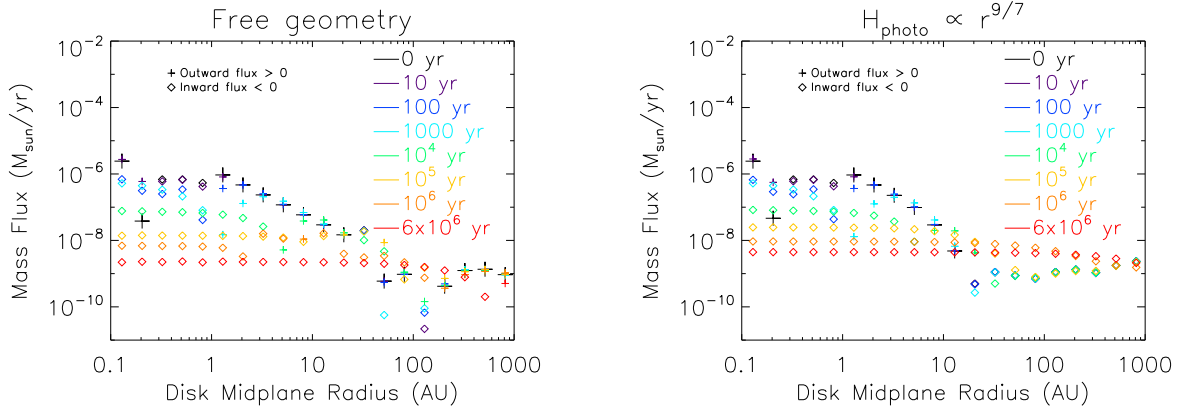 Free geometry
Mass Flux (M_sun/yr)
10^-2
10^-4
10^-6
10^-8
10^-10
+ Outward flux > 0
◇ Inward flux < 0
0 yr
10 yr
100 yr
1000 yr
10^4 yr
10^5 yr
10^6 yr
6x10^6 yr
0.1 1 10 100 1000
Disk Midplane Radius (AU)
H_photo ∝ r^9/7
Mass Flux (M_sun/yr)
10^-2
10^-4
10^-6
10^-8
10^-10
+ Outward flux > 0
◇ Inward flux < 0
0 yr
10 yr
100 yr
1000 yr
10^4 yr
10^5 yr
10^6 yr
6x10^6 yr
0.1 1 10 100 1000
Disk Midplane Radius (AU)